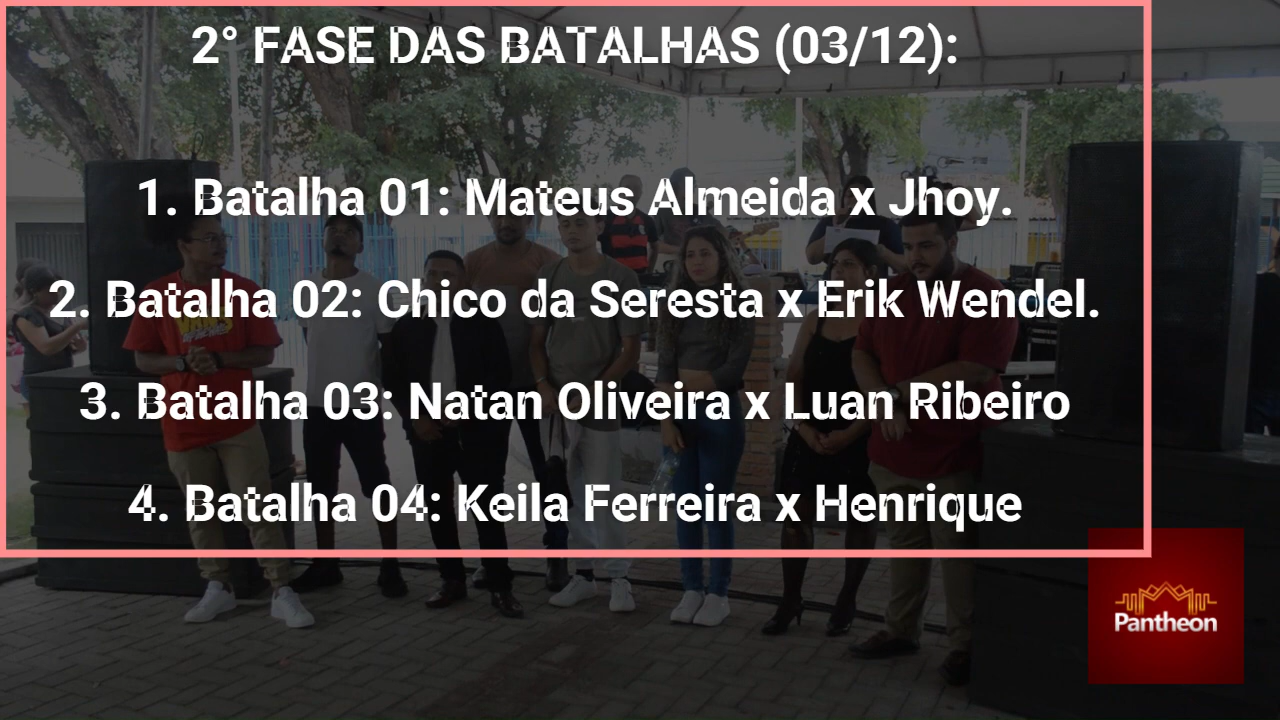 2° FASE DAS BATALHAS (03/12):
1. Batalha 01: Mateus Almeida x Jhoy.
2. Batalha 02: Chico da Seresta x Erik Wendel.
3. Batalha 03: Natan Oliveira x Luan Ribeiro
4. Batalha 04: Keila Ferreira x Henrique
Pantheon